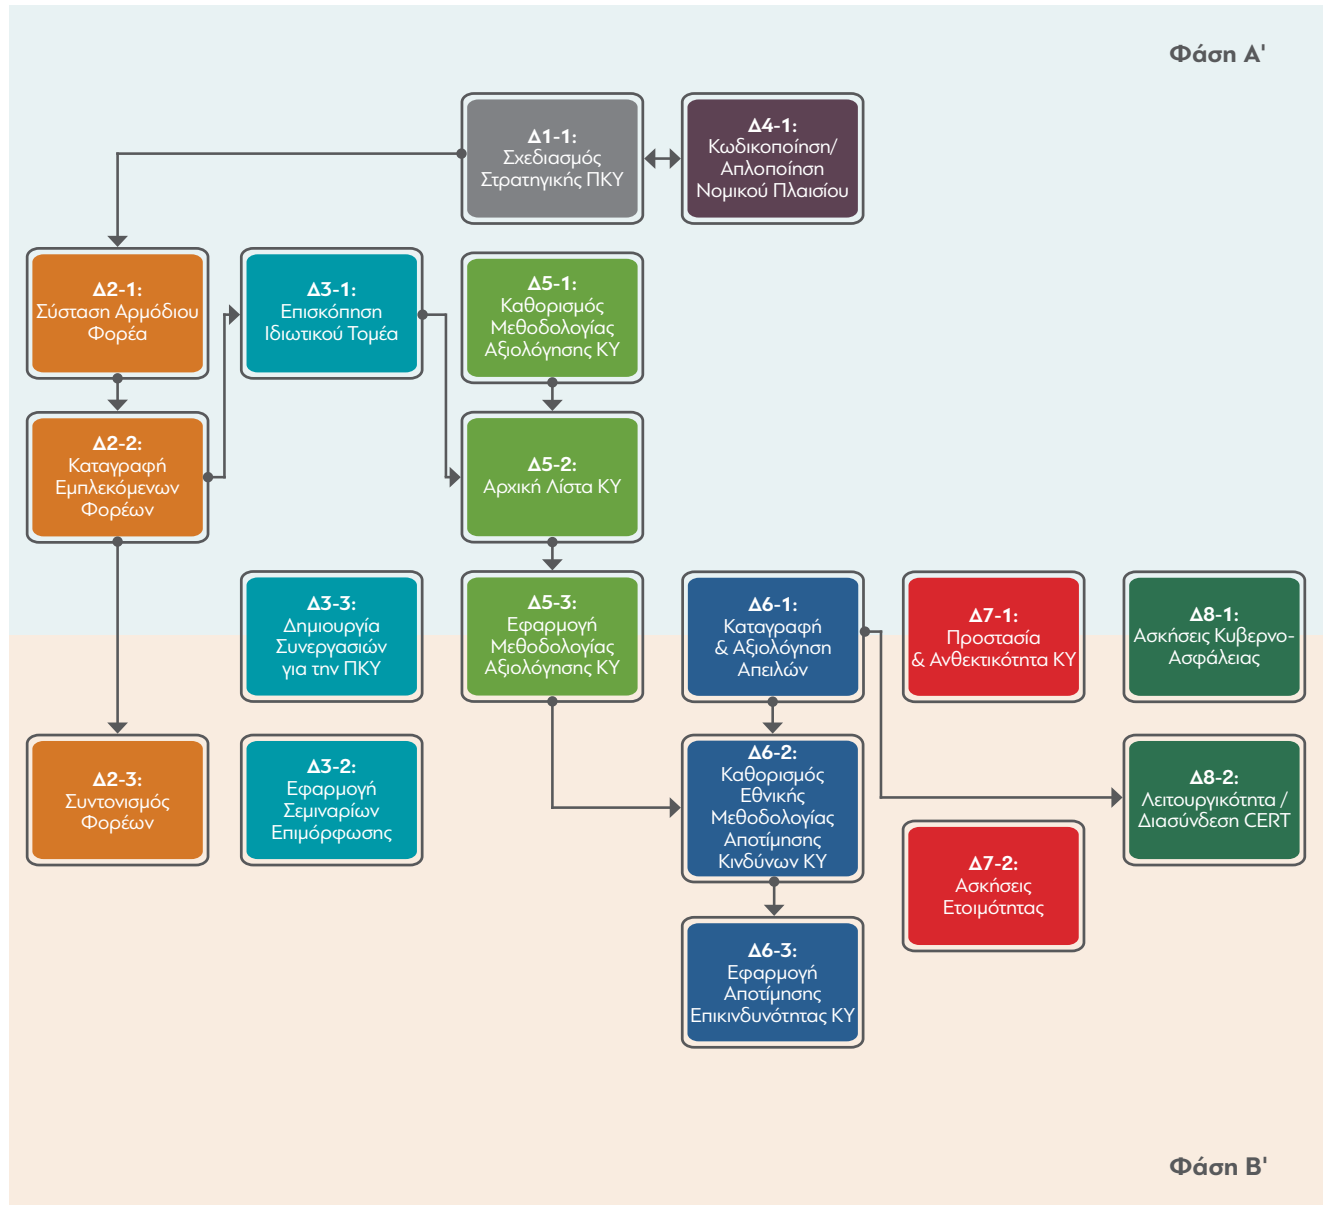 Φάση Α'
Δ1-1:
Σχεδιασμός
Στρατηγικής ΠΚΥ
Δ4-1:
Κωδικοποίηση/
Απλοποίηση
Νομικού Πλαισίου
Δ2-1:
Σύσταση Αρμόδιου
Φορέα
Δ3-1:
Επισκόπηση
Ιδιωτικού Τομέα
Δ5-1:
Καθορισμός
Μεθοδολογίας
Αξιολόγησης ΚΥ
Δ2-2:
Καταγραφή
Εμπλεκόμενων
Φορέων
Δ5-2:
Αρχική Λίστα ΚΥ
Δ3-3:
Δημιουργία
Συνεργασιών
για την ΠΚΥ
Δ5-3:
Εφαρμογή
Μεθοδολογίας
Αξιολόγησης ΚΥ
Δ6-1:
Καταγραφή
& Αξιολόγηση
Απειλών
Δ7-1:
Προστασία
& Ανθεκτικότητα ΚΥ
Δ8-1:
Ασκήσεις Κυβερνο-
Ασφάλειας
Δ2-3:
Συντονισμός
Φορέων
Δ3-2:
Εφαρμογή
Σεμιναρίων
Επιμόρφωσης
Δ6-2:
Καθορισμός
Εθνικής
Μεθοδολογίας
Αποτίμησης
Κινδύνων ΚΥ
Δ8-2:
Λειτουργικότητα /
Διασύνδεση CERT
Δ7-2:
Ασκήσεις
Ετοιμότητας
Δ6-3:
Εφαρμογή
Αποτίμησης
Επικινδυνότητας ΚΥ
Φάση Β'